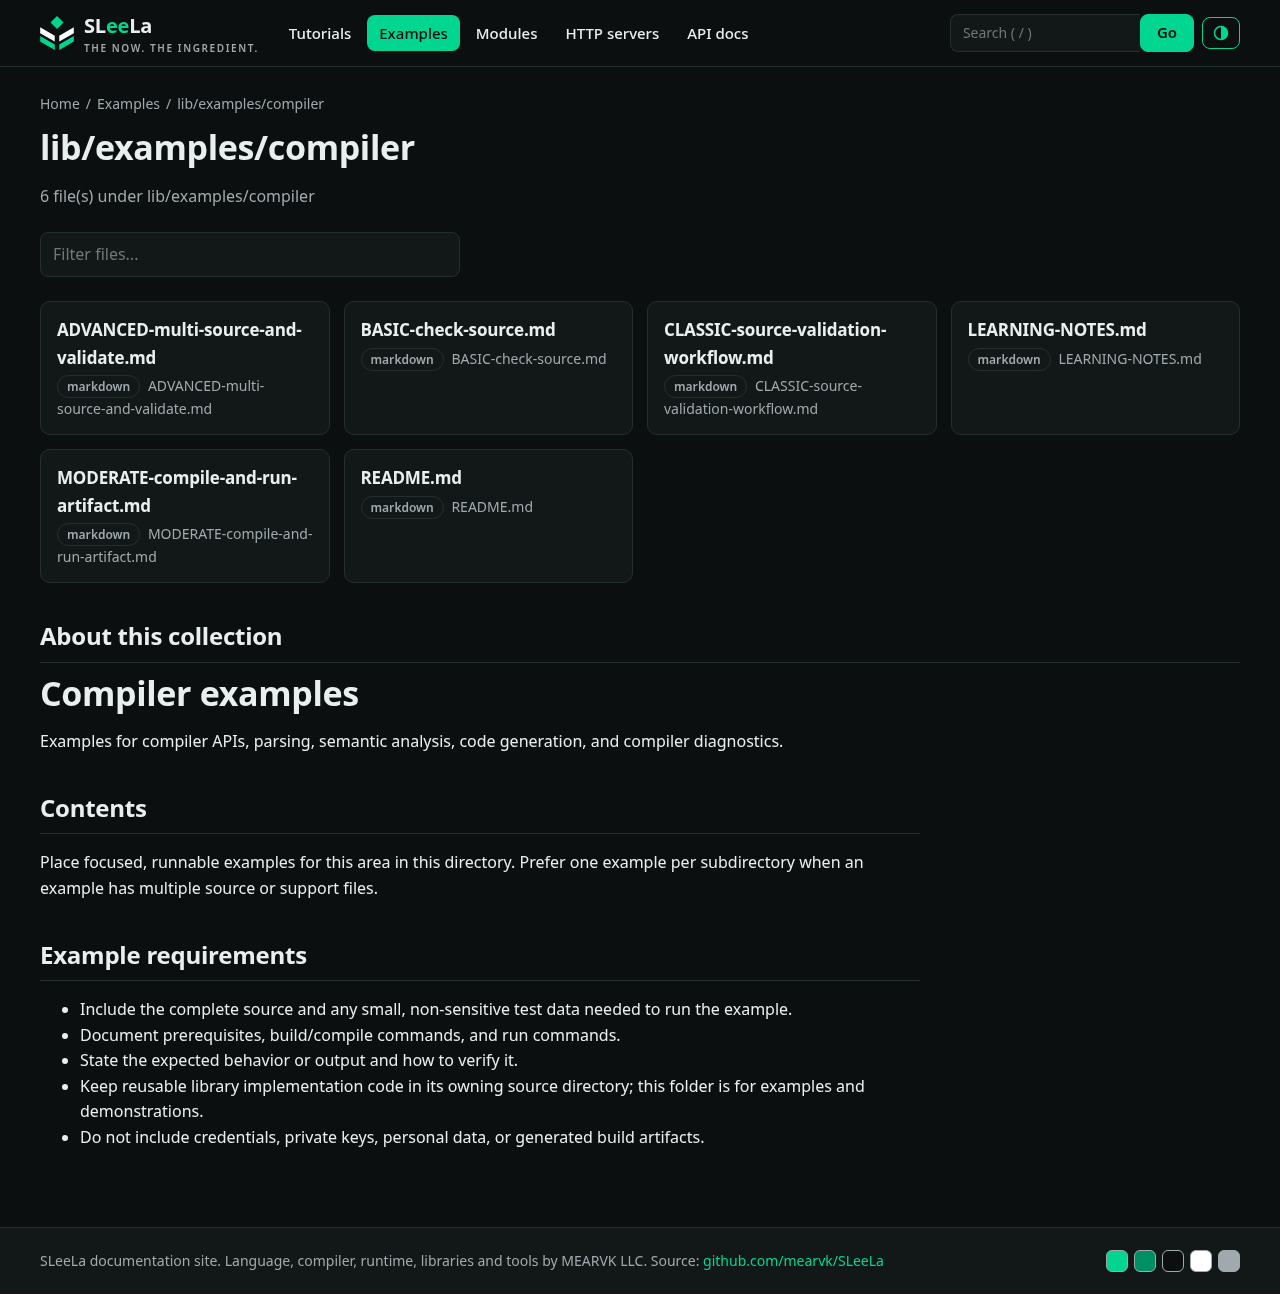 SLeeLa
THE NOW. THE INGREDIENT.
Tutorials
Examples
Modules
HTTP servers
API docs
Search ( / )
Go
Home / Examples / lib/examples/compiler
lib/examples/compiler
6 file(s) under lib/examples/compiler
Filter files...
ADVANCED-multi-source-and-
validate.md
markdown ADVANCED-multi-
source-and-validate.md
BASIC-check-source.md
markdown BASIC-check-source.md
CLASSIC-source-validation-
workflow.md
markdown CLASSIC-source-
validation-workflow.md
LEARNING-NOTES.md
markdown LEARNING-NOTES.md
MODERATE-compile-and-run-
artifact.md
markdown MODERATE-compile-and-
run-artifact.md
README.md
markdown README.md
About this collection
Compiler examples
Examples for compiler APIs, parsing, semantic analysis, code generation, and compiler diagnostics.
Contents
Place focused, runnable examples for this area in this directory. Prefer one example per subdirectory when an
example has multiple source or support files.
Example requirements
• Include the complete source and any small, non-sensitive test data needed to run the example.
• Document prerequisites, build/compile commands, and run commands.
• State the expected behavior or output and how to verify it.
• Keep reusable library implementation code in its owning source directory; this folder is for examples and
demonstrations.
• Do not include credentials, private keys, personal data, or generated build artifacts.
SLeeLa documentation site. Language, compiler, runtime, libraries and tools by MEARVK LLC. Source: github.com/mearvk/SLeeLa